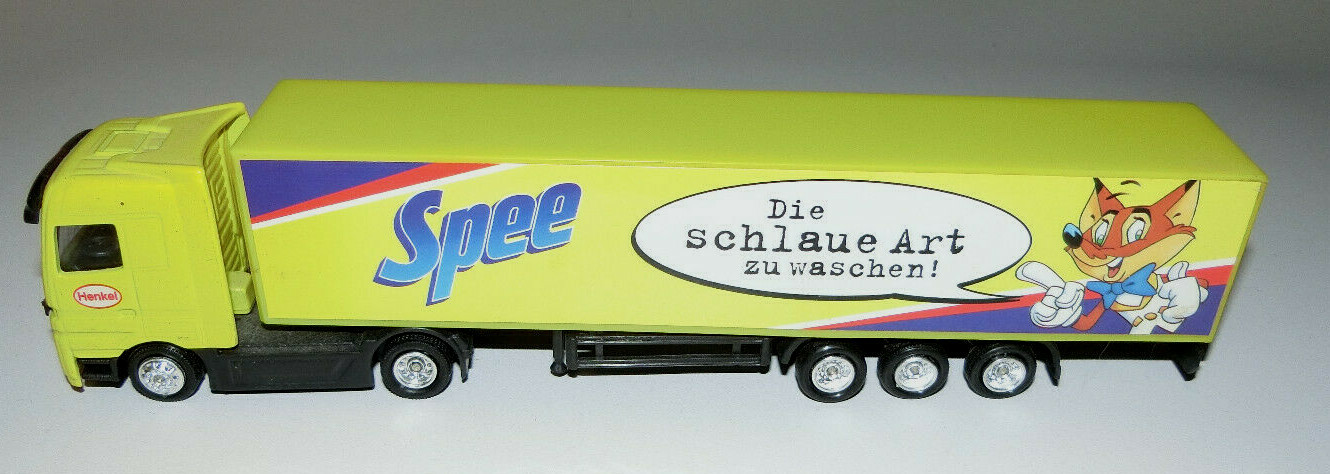 Spee
Die
schlaue Art
zu waschen!
Henkel